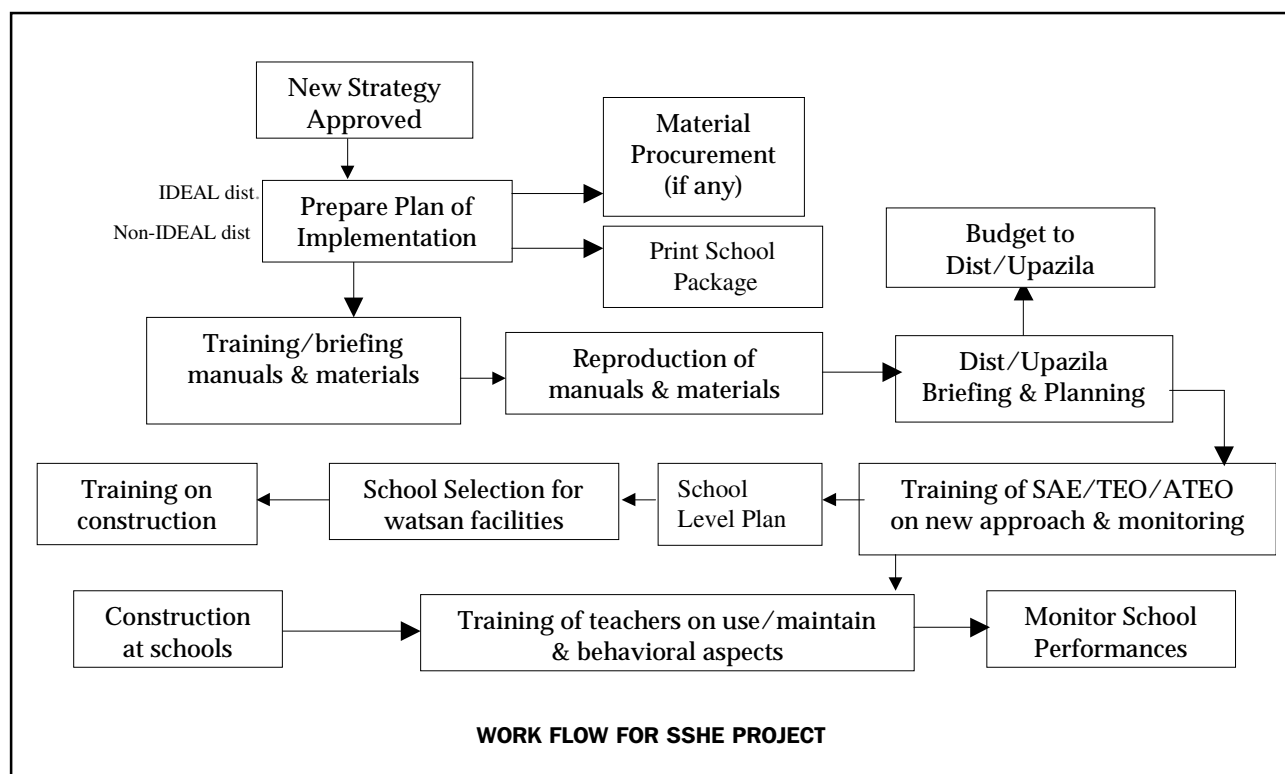 New Strategy
Approved
Material
Procurement
(if any)
IDEAL dist.
Non-IDEAL dist
Prepare Plan of
Implementation
Print School
Package
Budget to
Dist/Upazila
Training/briefing
manuals & materials
Reproduction of
manuals & materials
Dist/Upazila
Briefing & Planning
Training on
construction
School Selection for
watsan facilities
School
Level Plan
Training of SAE/TEO/ATEO
on new approach & monitoring
Construction
at schools
Training of teachers on use/maintain
& behavioral aspects
Monitor School
Performances
WORK FLOW FOR SSHE PROJECT